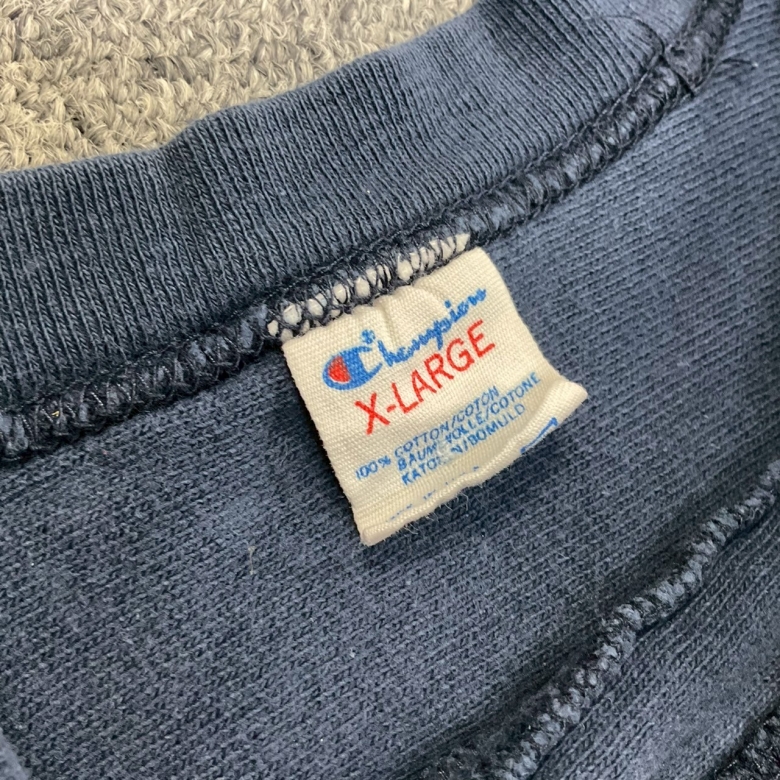 Champion
X-LARGE
100% COTTON/COTON
BAUMWOLLE/COTONE
KATOEN/BOMULD